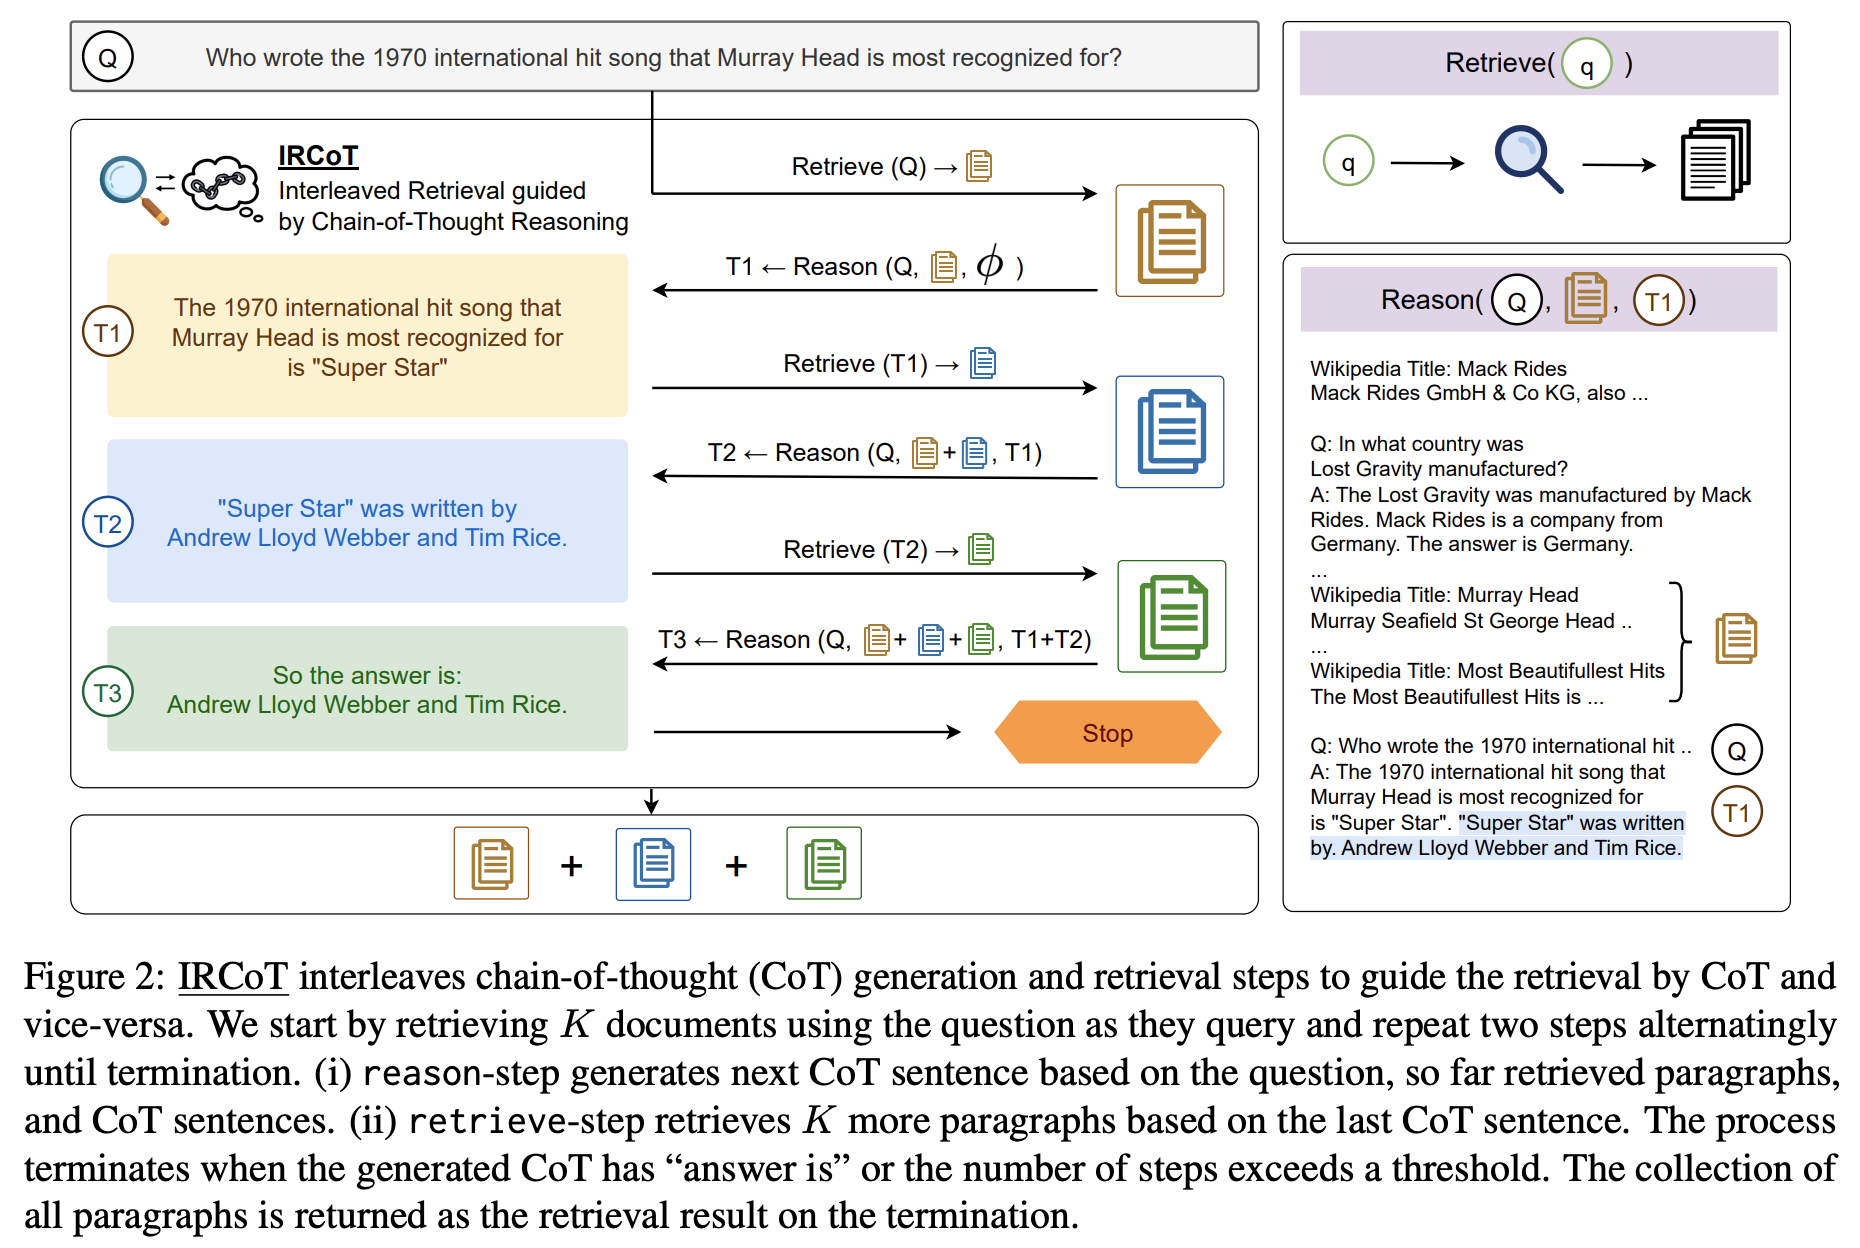 Q Who wrote the 1970 international hit song that Murray Head is most recognized for?
IRCoT
Interleaved Retrieval guided
by Chain-of-Thought Reasoning
Retrieve (Q) →
T1 ← Reason (Q, , ϕ )
T1
The 1970 international hit song that
Murray Head is most recognized for
is "Super Star"
Retrieve (T1) →
T2 ← Reason (Q, + , T1)
T2
"Super Star" was written by
Andrew Lloyd Webber and Tim Rice.
Retrieve (T2) →
T3 ← Reason (Q, + + , T1+T2)
T3
So the answer is:
Andrew Lloyd Webber and Tim Rice.
Stop
+ +
Retrieve( q )
q
Reason( Q , , T1 )
Wikipedia Title: Mack Rides
Mack Rides GmbH & Co KG, also ...
Q: In what country was
Lost Gravity manufactured?
A: The Lost Gravity was manufactured by Mack
Rides. Mack Rides is a company from
Germany. The answer is Germany.
...
Wikipedia Title: Murray Head
Murray Seafield St George Head ..
...
Wikipedia Title: Most Beautifullest Hits
The Most Beautifullest Hits is ...
Q: Who wrote the 1970 international hit ..
Q
A: The 1970 international hit song that
Murray Head is most recognized for
T1
is "Super Star". "Super Star" was written
by. Andrew Lloyd Webber and Tim Rice.
Figure 2: IRCoT interleaves chain-of-thought (CoT) generation and retrieval steps to guide the retrieval by CoT and
vice-versa. We start by retrieving K documents using the question as they query and repeat two steps alternatingly
until termination. (i) reason-step generates next CoT sentence based on the question, so far retrieved paragraphs,
and CoT sentences. (ii) retrieve-step retrieves K more paragraphs based on the last CoT sentence. The process
terminates when the generated CoT has “answer is” or the number of steps exceeds a threshold. The collection of
all paragraphs is returned as the retrieval result on the termination.